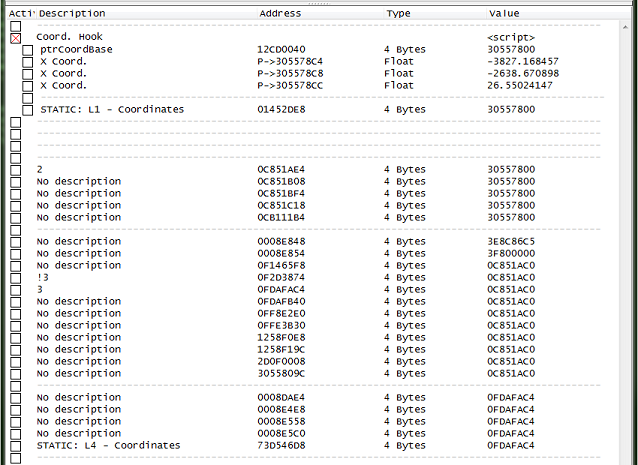 Acti Description Address Type Value
Coord. Hook <script>
ptrCoordBase 12CD0040 4 Bytes 30557800
X Coord. P->305578C4 Float -3827.168457
X Coord. P->305578C8 Float -2638.670898
X Coord. P->305578CC Float 26.55024147
STATIC: L1 - Coordinates 01452DE8 4 Bytes 30557800
2 0C851AE4 4 Bytes 30557800
No description 0C851B08 4 Bytes 30557800
No description 0C851BF4 4 Bytes 30557800
No description 0C851C18 4 Bytes 30557800
No description 0CB111B4 4 Bytes 30557800
No description 0008E848 4 Bytes 3E8C86C5
No description 0008E854 4 Bytes 3F800000
No description 0F1465F8 4 Bytes 0C851AC0
!3 0F2D3874 4 Bytes 0C851AC0
3 0FDAFAC4 4 Bytes 0C851AC0
No description 0FDAFB40 4 Bytes 0C851AC0
No description 0FF8E2E0 4 Bytes 0C851AC0
No description 0FFE3B30 4 Bytes 0C851AC0
No description 1258F0E8 4 Bytes 0C851AC0
No description 1258F19C 4 Bytes 0C851AC0
No description 2D0F0008 4 Bytes 0C851AC0
No description 3055809C 4 Bytes 0C851AC0
No description 0008DAE4 4 Bytes 0FDAFAC4
No description 0008E4E8 4 Bytes 0FDAFAC4
No description 0008E558 4 Bytes 0FDAFAC4
No description 0008E5C0 4 Bytes 0FDAFAC4
STATIC: L4 - Coordinates 73D546D8 4 Bytes 0FDAFAC4